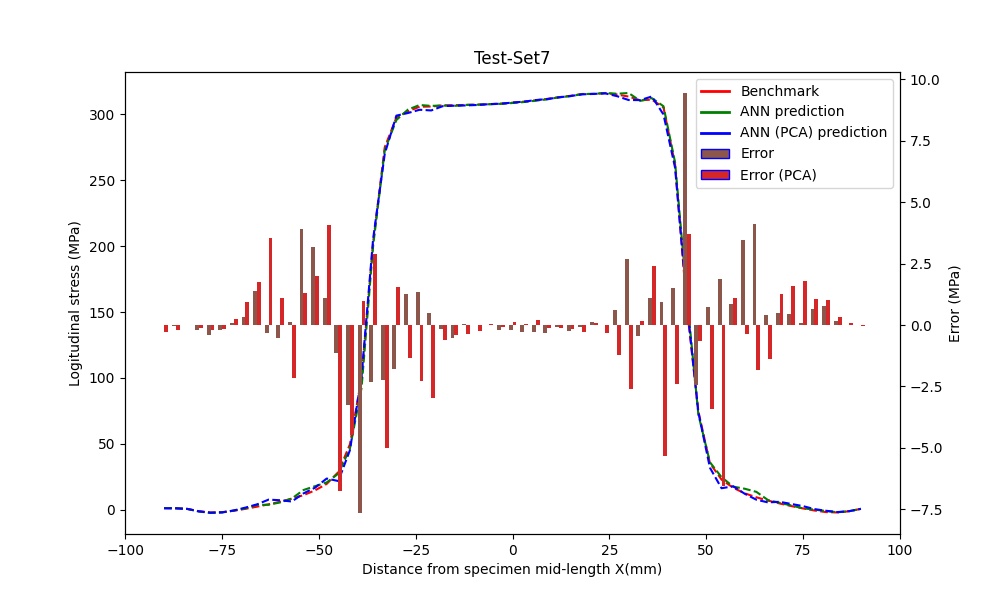 Test-Set7
Benchmark
ANN prediction
ANN (PCA) prediction
Error
Error (PCA)
300
250
200
150
100
50
0
Logitudinal stress (MPa)
10.0
7.5
5.0
2.5
0.0
−2.5
−5.0
−7.5
Error (MPa)
−100 −75 −50 −25 0 25 50 75 100
Distance from specimen mid-length X(mm)